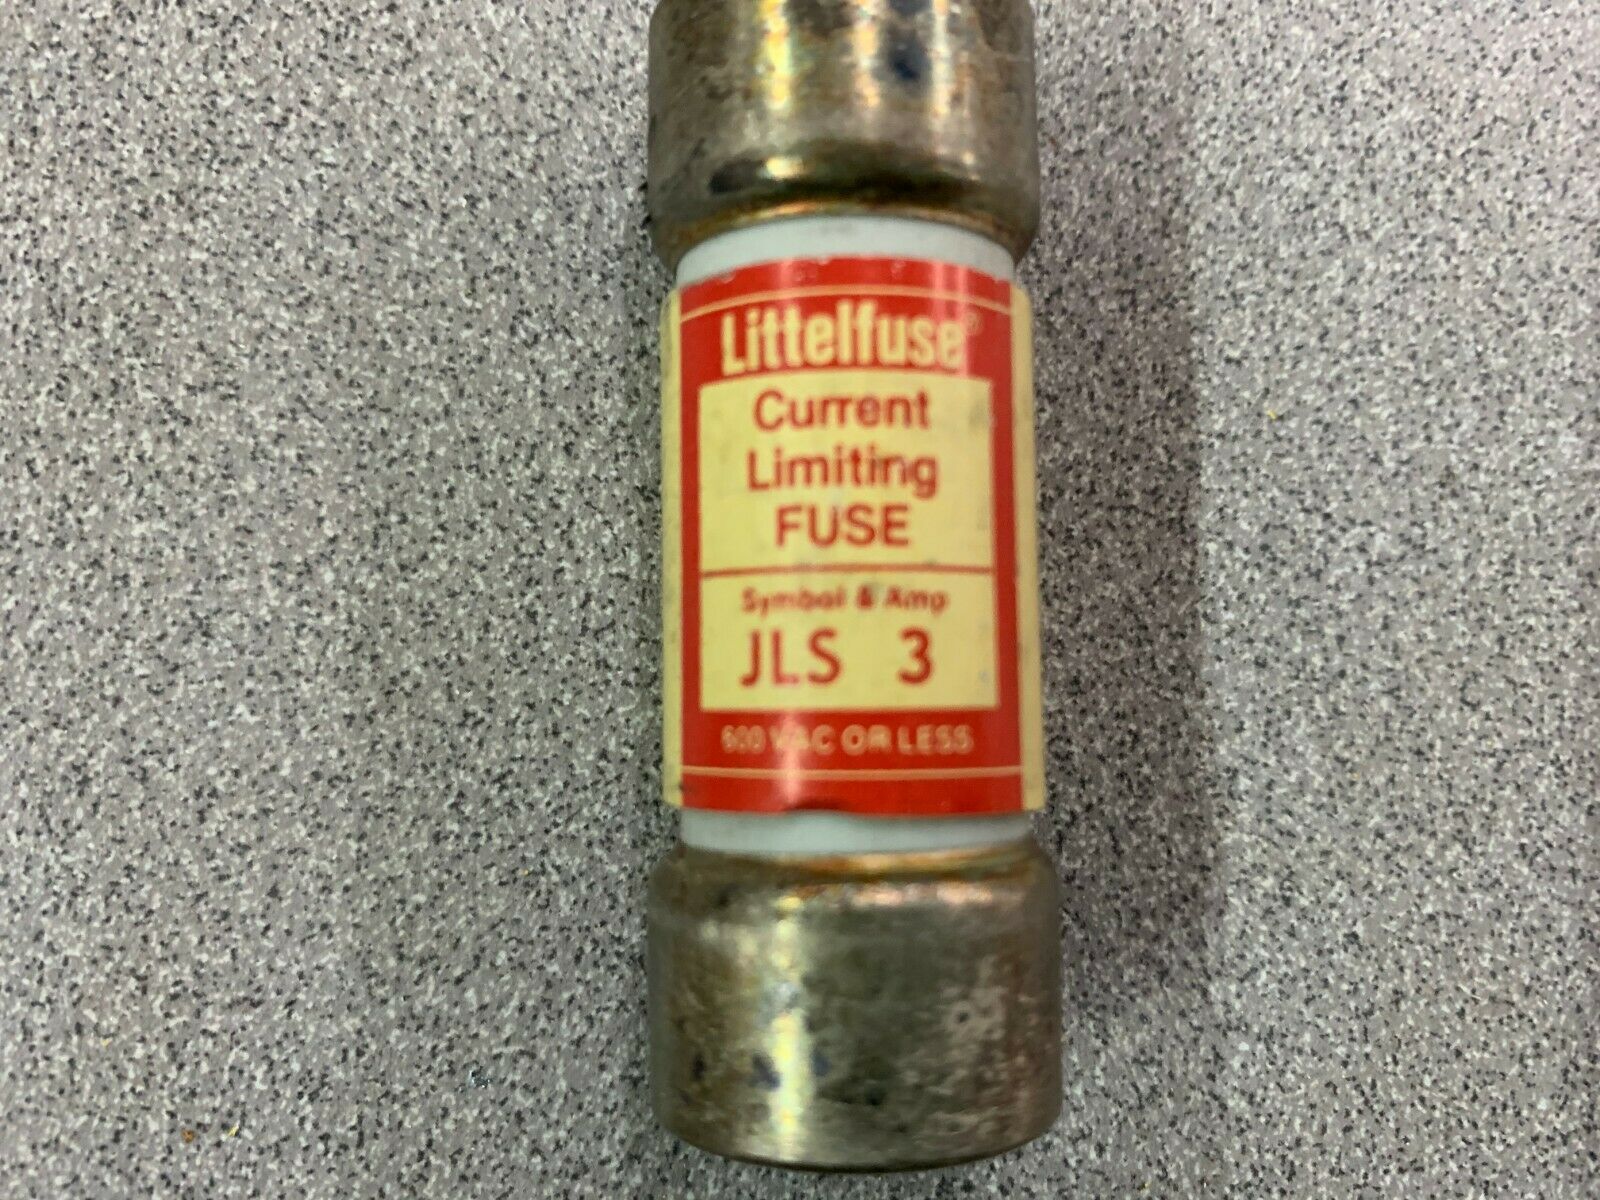 Littelfuse®
Current
Limiting
FUSE
Symbol & Amp
JLS 3
600 VAC OR LESS